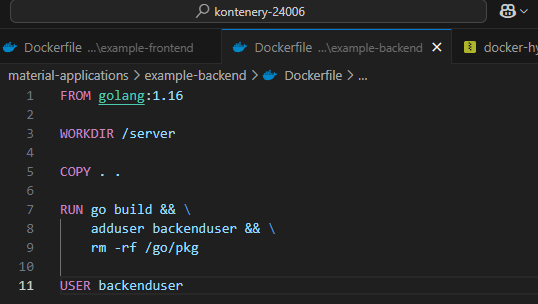 kontenery-24006
Dockerfile ...\example-frontend
Dockerfile ...\example-backend
docker-hy
material-applications > example-backend > Dockerfile > ...
1 FROM golang:1.16
2
3 WORKDIR /server
4
5 COPY . .
6
7 RUN go build && \
8 adduser backenduser && \
9 rm -rf /go/pkg
10
11 USER backenduser